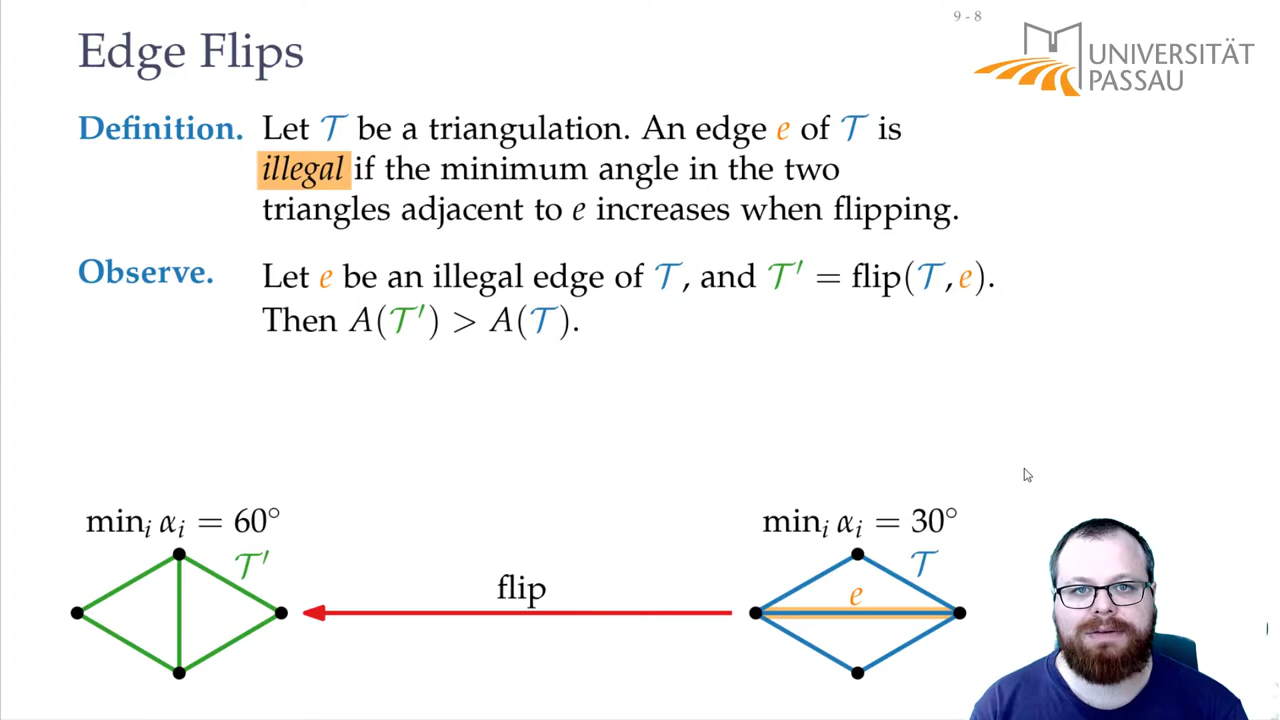 9 - 8
Edge Flips
UNIVERSITÄT
PASSAU
Definition. Let 𝒯 be a triangulation. An edge e of 𝒯 is
illegal if the minimum angle in the two
triangles adjacent to e increases when flipping.
Observe. Let e be an illegal edge of 𝒯, and 𝒯′ = flip(𝒯, e).
Then A(𝒯′) > A(𝒯).
minᵢ αᵢ = 60°
minᵢ αᵢ = 30°
𝒯′
𝒯
flip
e